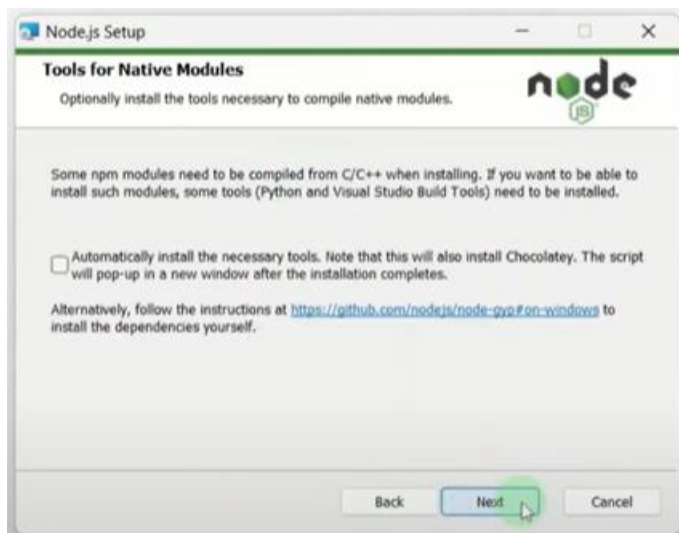 Node.js Setup
Tools for Native Modules
Optionally install the tools necessary to compile native modules.
node
JS
Some npm modules need to be compiled from C/C++ when installing. If you want to be able to
install such modules, some tools (Python and Visual Studio Build Tools) need to be installed.
Automatically install the necessary tools. Note that this will also install Chocolatey. The script
will pop-up in a new window after the installation completes.
Alternatively, follow the instructions at https://github.com/nodejs/node-gyp#on-windows to
install the dependencies yourself.
Back Next Cancel